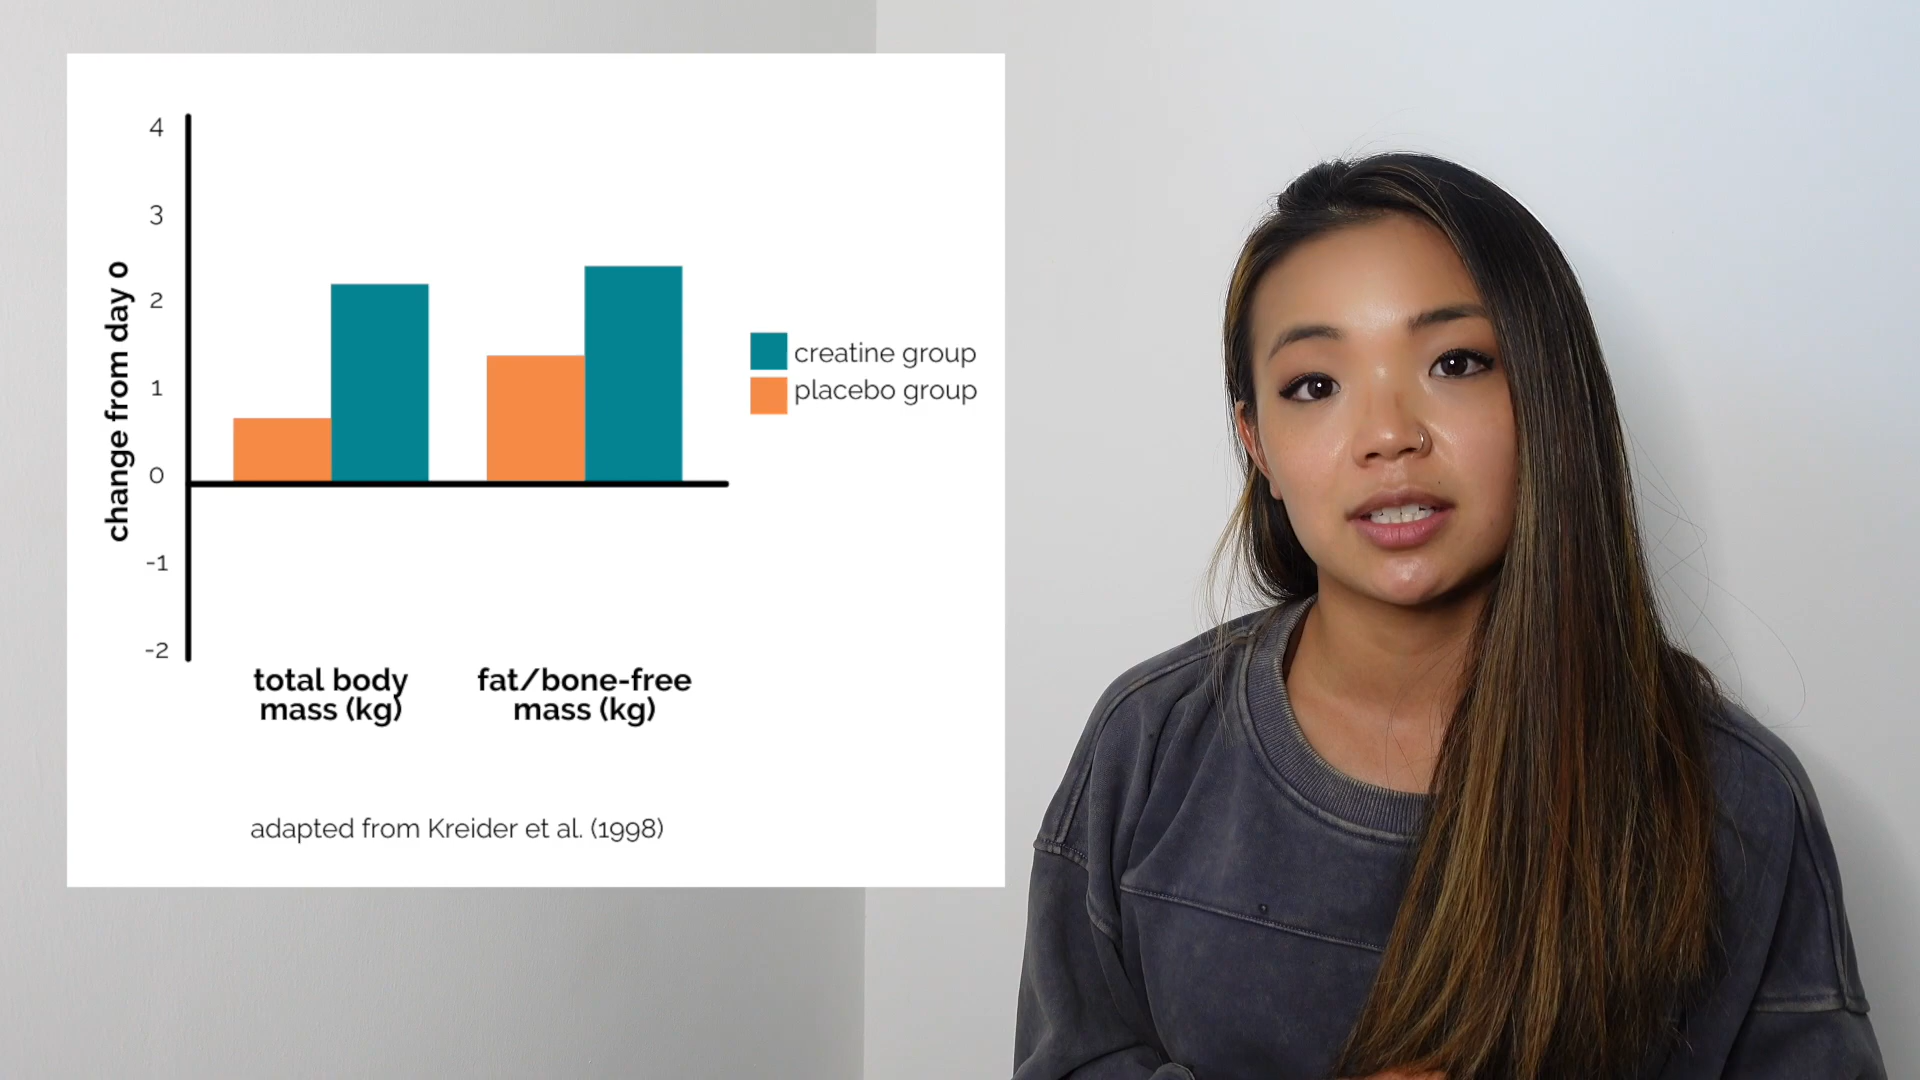 4
3
2
1
0
-1
-2
change from day 0
creatine group
placebo group
total body
mass (kg)
fat/bone-free
mass (kg)
adapted from Kreider et al. (1998)